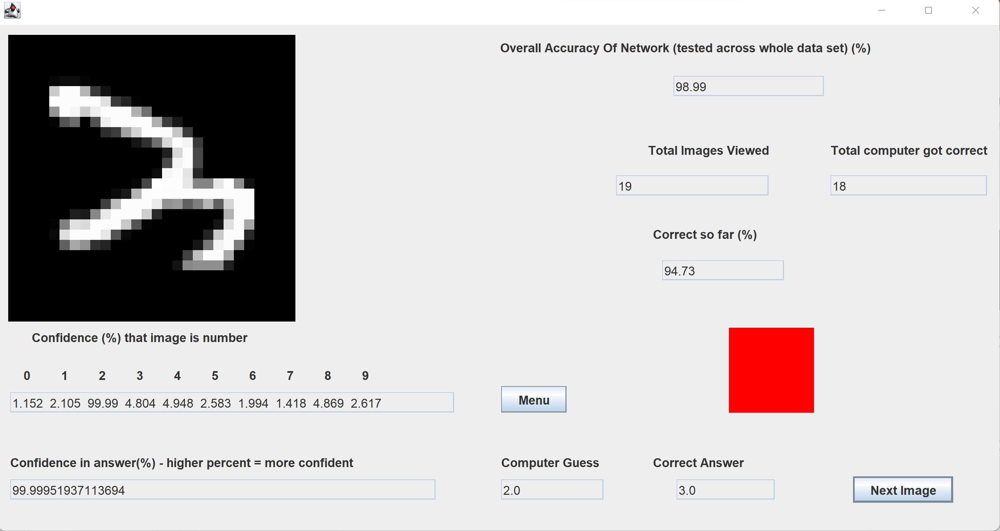 Overall Accuracy Of Network (tested across whole data set) (%)
98.99
Total Images Viewed
Total computer got correct
19
18
Correct so far (%)
94.73
Confidence (%) that image is number
0 1 2 3 4 5 6 7 8 9
1.152 2.105 99.99 4.804 4.948 2.583 1.994 1.418 4.869 2.617
Menu
Confidence in answer(%) - higher percent = more confident
Computer Guess
Correct Answer
99.99951937113694
2.0
3.0
Next Image